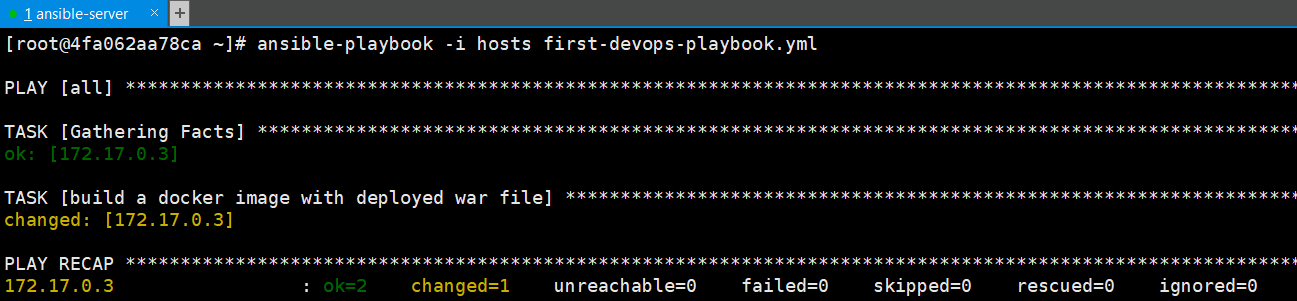 1 ansible-server × +
[root@4fa062aa78ca ~]# ansible-playbook -i hosts first-devops-playbook.yml
PLAY [all] ***********************************************************************************************************
TASK [Gathering Facts] ***********************************************************************************************
ok: [172.17.0.3]
TASK [build a docker image with deployed war file] *******************************************************************
changed: [172.17.0.3]
PLAY RECAP ***********************************************************************************************************
172.17.0.3 : ok=2 changed=1 unreachable=0 failed=0 skipped=0 rescued=0 ignored=0